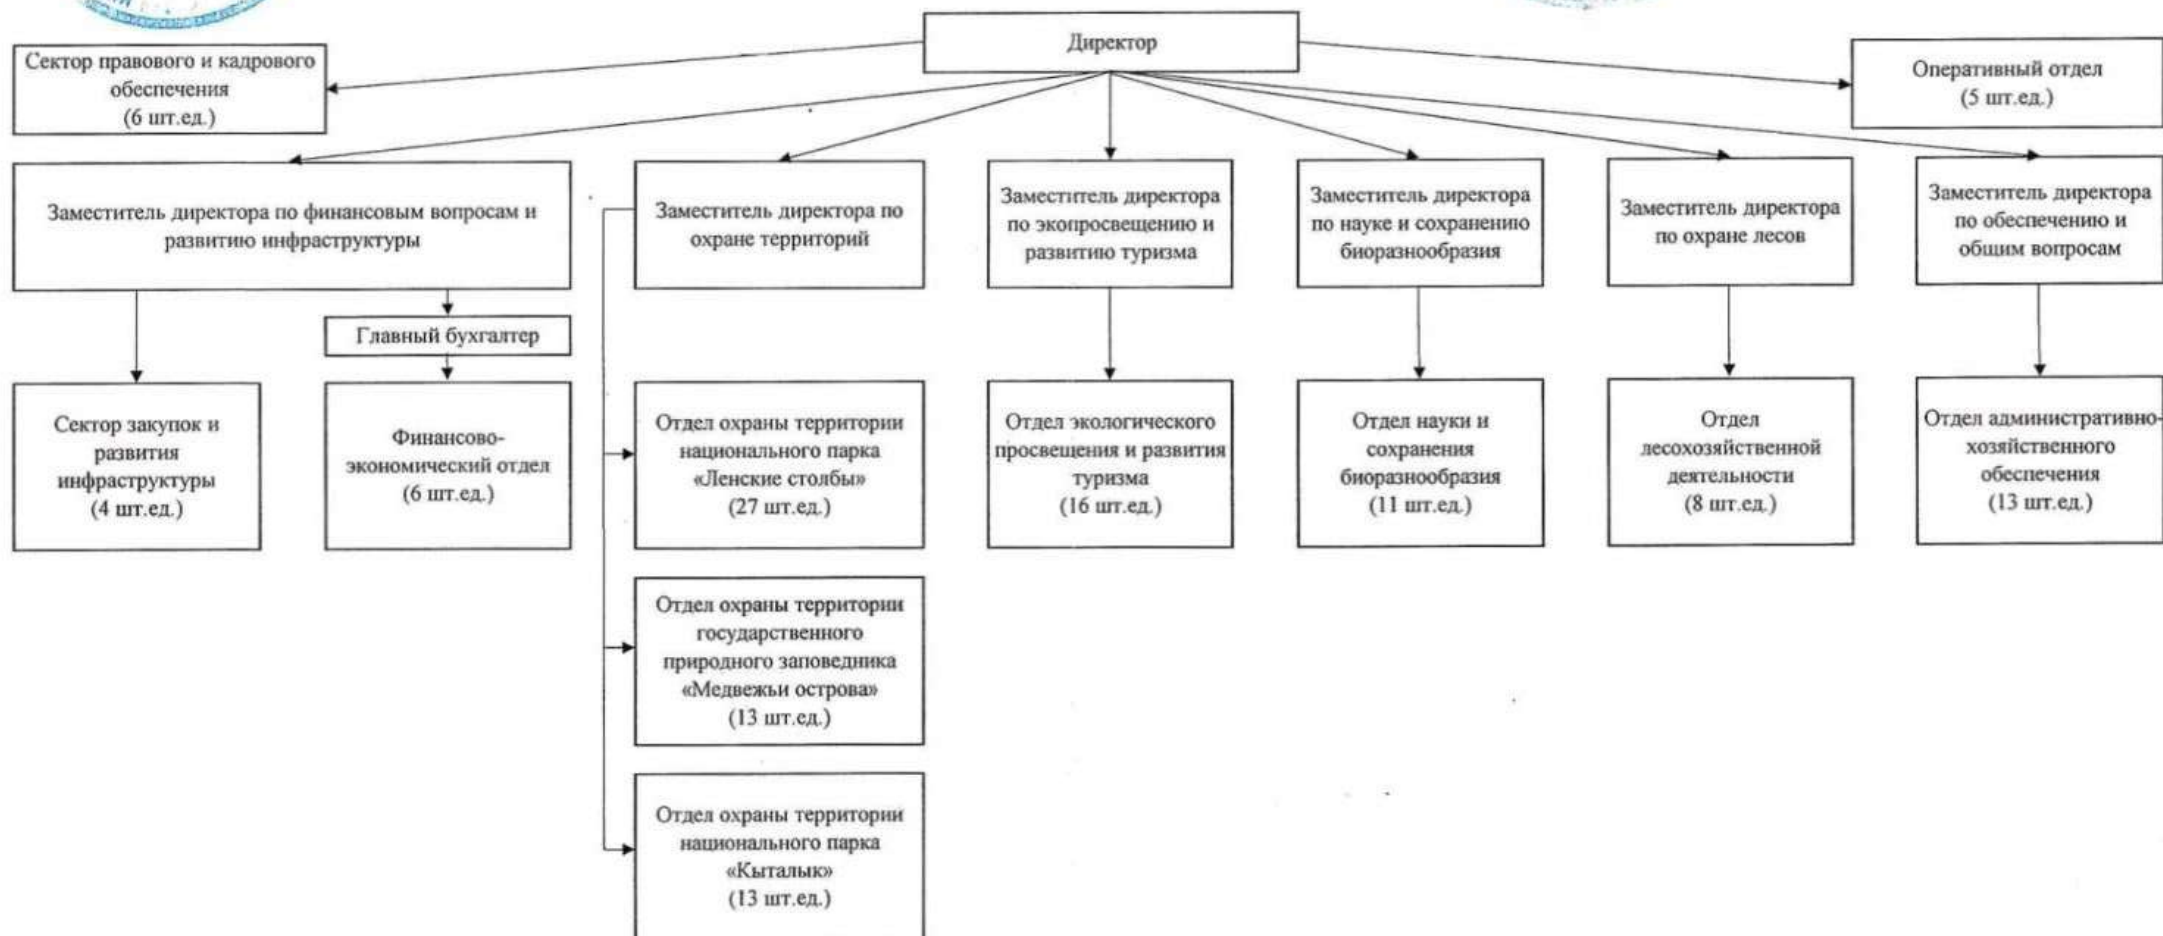 Директор
Сектор правового и кадрового
обеспечения
(6 шт.ед.)
Оперативный отдел
(5 шт.ед.)
Заместитель директора по финансовым вопросам и
развитию инфраструктуры
Заместитель директора по
охране территорий
Заместитель директора
по экопросвещению и
развитию туризма
Заместитель директора
по науке и сохранению
биоразнообразия
Заместитель директора
по охране лесов
Заместитель директора
по обеспечению и
общим вопросам
Главный бухгалтер
Сектор закупок и
развития
инфраструктуры
(4 шт.ед.)
Финансово-
экономический отдел
(6 шт.ед.)
Отдел охраны территории
национального парка
«Ленские столбы»
(27 шт.ед.)
Отдел экологического
просвещения и развития
туризма
(16 шт.ед.)
Отдел науки и
сохранения
биоразнообразия
(11 шт.ед.)
Отдел
лесохозяйственной
деятельности
(8 шт.ед.)
Отдел административно-
хозяйственного
обеспечения
(13 шт.ед.)
Отдел охраны территории
государственного
природного заповедника
«Медвежьи острова»
(13 шт.ед.)
Отдел охраны территории
национального парка
«Кыталык»
(13 шт.ед.)